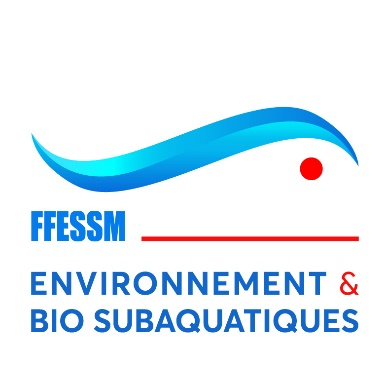 FFESSM
ENVIRONNEMENT &
BIO SUBAQUATIQUES